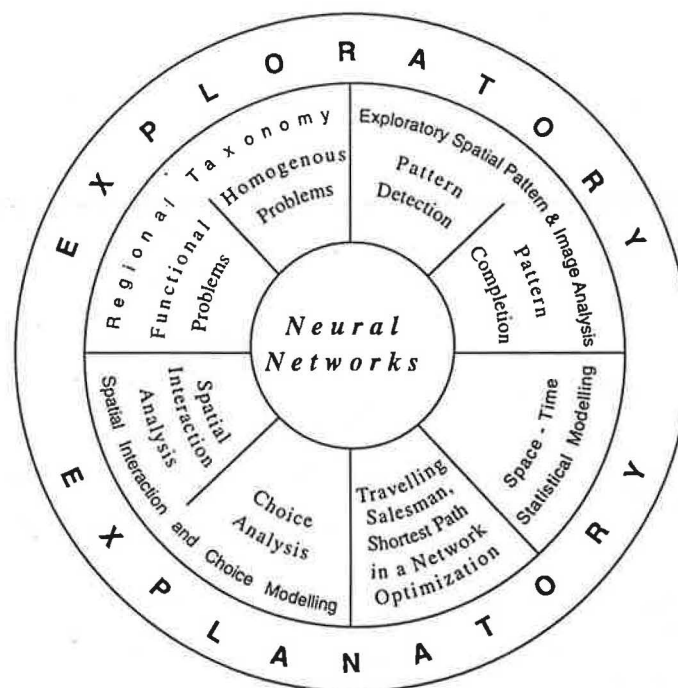 EXPLORATORY
Regional Taxonomy
Homogenous
Problems
Functional
Problems
Exploratory Spatial Pattern & Image Analysis
Pattern
Detection
Pattern
Completion
Neural
Networks
Spatial
Interaction
Analysis
Choice
Analysis
Spatial Interaction and Choice Modelling
Travelling
Salesman,
Shortest Path
in a Network
Optimization
Space - Time
Statistical Modelling
EXPLANATORY